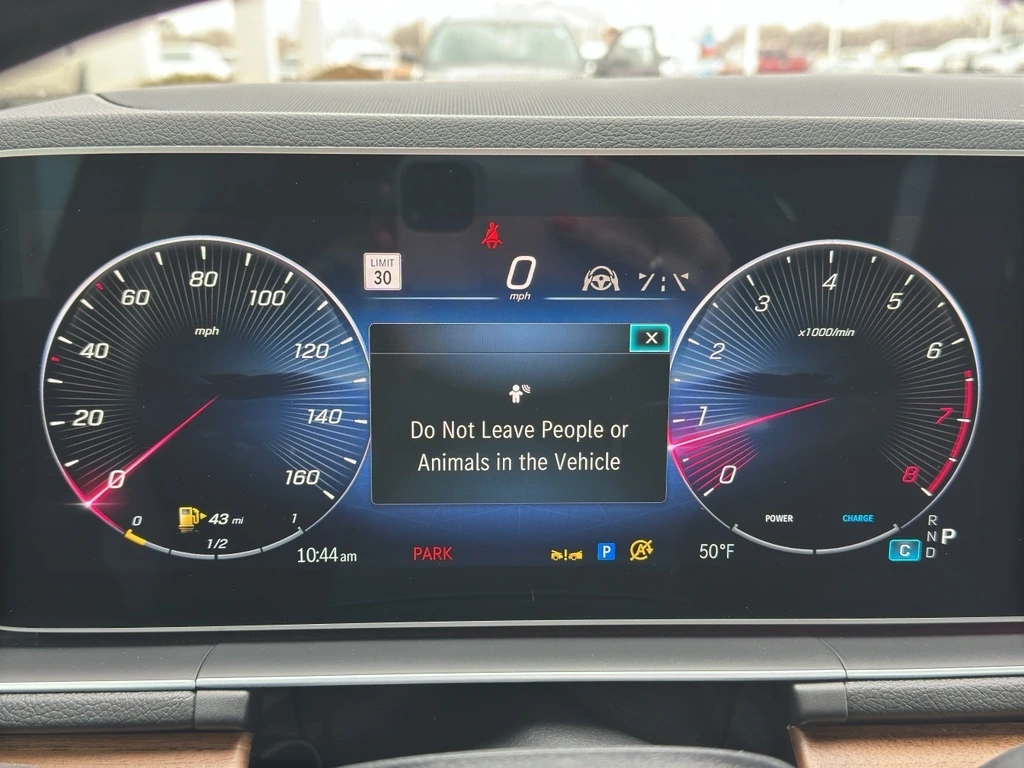 LIMIT
30
0
mph
80
60
100
mph
40
120
20
140
0
160
0
43 mi
1
1/2
4
3
5
x1000/min
2
6
1
7
0
8
POWER
CHARGE
X
Do Not Leave People or
Animals in the Vehicle
10:44 am
PARK
P
A
50°F
C
R
N
D
P